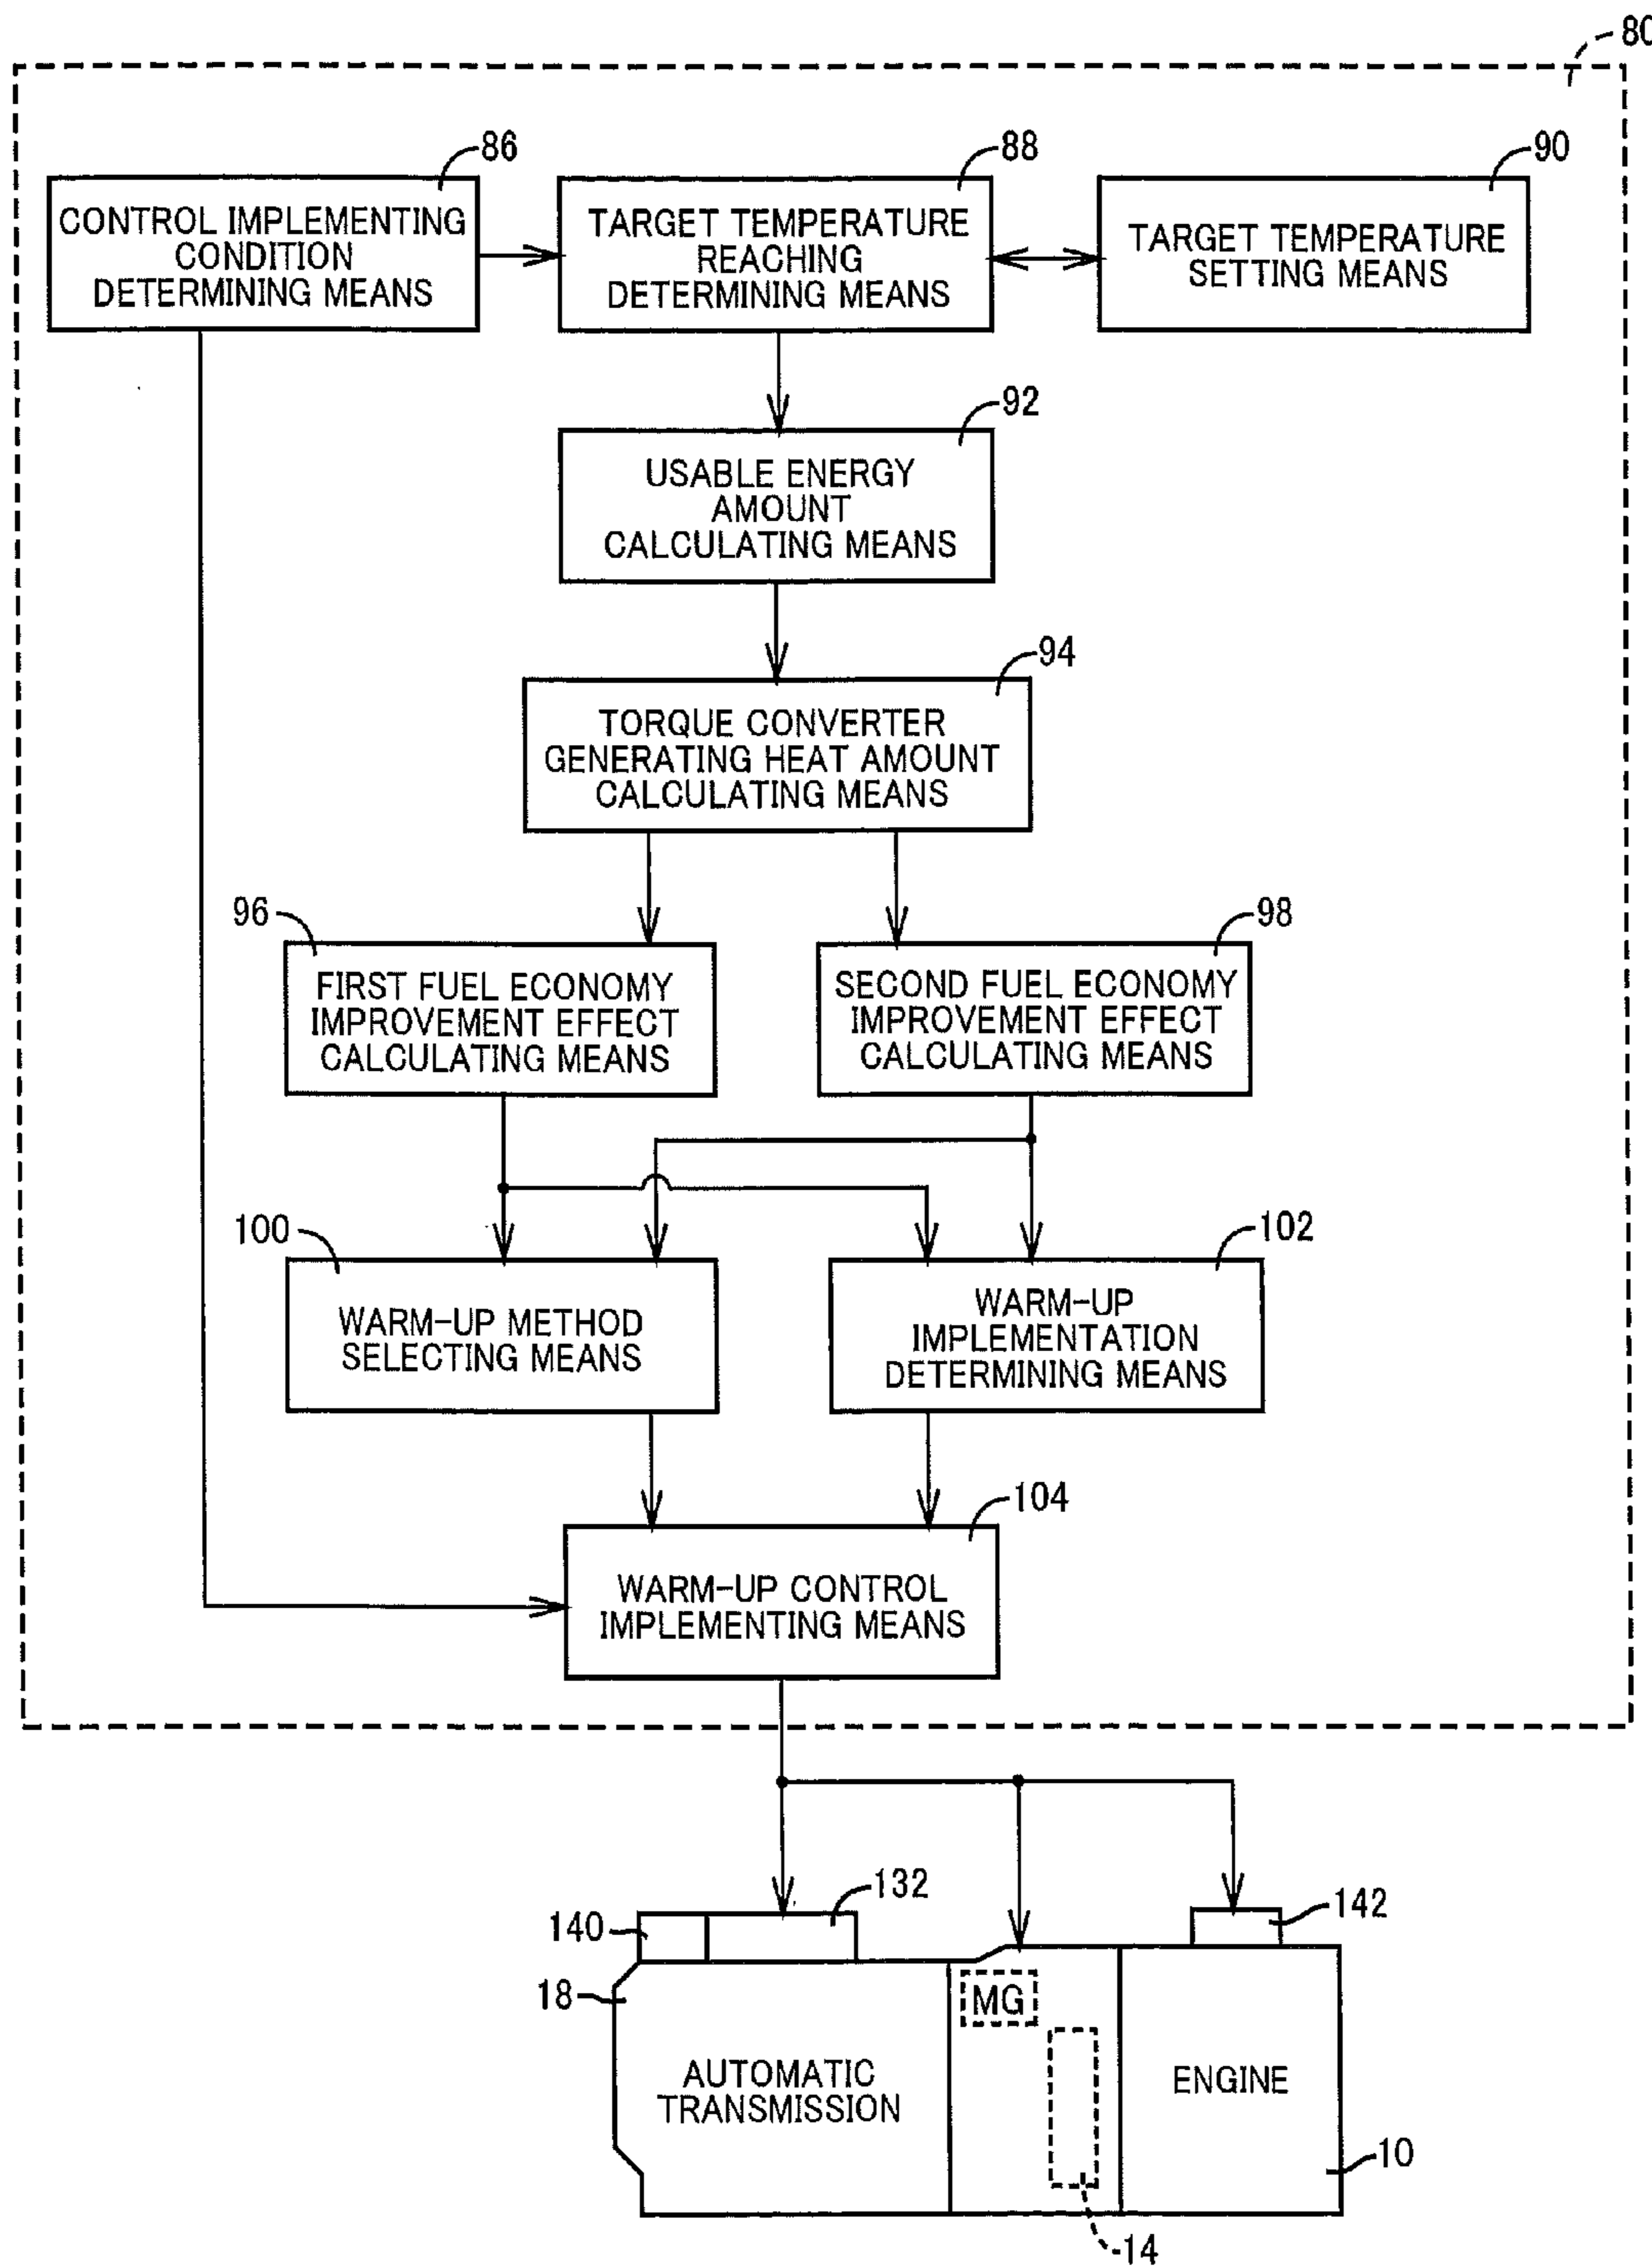 80
86
88
90
CONTROL IMPLEMENTING
CONDITION
DETERMINING MEANS
TARGET TEMPERATURE
REACHING
DETERMINING MEANS
TARGET TEMPERATURE
SETTING MEANS
92
USABLE ENERGY
AMOUNT
CALCULATING MEANS
94
TORQUE CONVERTER
GENERATING HEAT AMOUNT
CALCULATING MEANS
96
98
FIRST FUEL ECONOMY
IMPROVEMENT EFFECT
CALCULATING MEANS
SECOND FUEL ECONOMY
IMPROVEMENT EFFECT
CALCULATING MEANS
100
102
WARM-UP METHOD
SELECTING MEANS
WARM-UP
IMPLEMENTATION
DETERMINING MEANS
104
WARM-UP CONTROL
IMPLEMENTING MEANS
132
140
142
18
MG
AUTOMATIC
TRANSMISSION
ENGINE
10
14